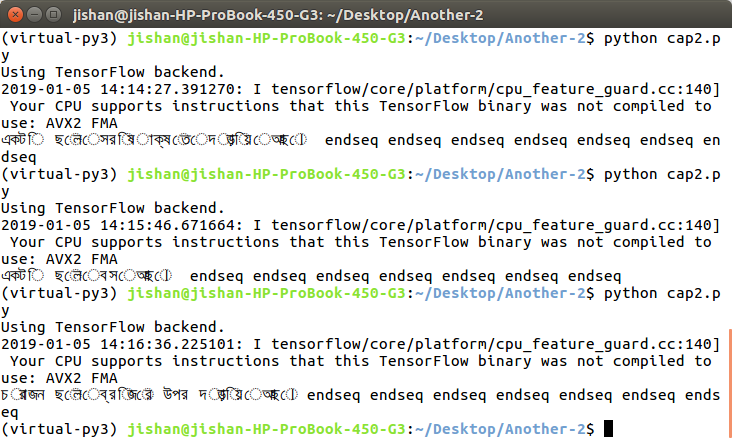 jishan@jishan-HP-ProBook-450-G3: ~/Desktop/Another-2
(virtual-py3) jishan@jishan-HP-ProBook-450-G3:~/Desktop/Another-2$ python cap2.p
y
Using TensorFlow backend.
2019-01-05 14:14:27.391270: I tensorflow/core/platform/cpu_feature_guard.cc:140]
Your CPU supports instructions that this TensorFlow binary was not compiled to
use: AVX2 FMA
একটি ছেলে সরিষা ক্ষেতে দাড়িয়ে আছে। endseq endseq endseq endseq endseq endseq en
dseq
(virtual-py3) jishan@jishan-HP-ProBook-450-G3:~/Desktop/Another-2$ python cap2.p
y
Using TensorFlow backend.
2019-01-05 14:15:46.671664: I tensorflow/core/platform/cpu_feature_guard.cc:140]
Your CPU supports instructions that this TensorFlow binary was not compiled to
use: AVX2 FMA
একটি ছেলে বসে আছে। endseq endseq endseq endseq endseq endseq endseq
(virtual-py3) jishan@jishan-HP-ProBook-450-G3:~/Desktop/Another-2$ python cap2.p
y
Using TensorFlow backend.
2019-01-05 14:16:36.225101: I tensorflow/core/platform/cpu_feature_guard.cc:140]
Your CPU supports instructions that this TensorFlow binary was not compiled to
use: AVX2 FMA
চারজন ছেলে ব্রিজের উপর দাড়িয়ে আছে। endseq endseq endseq endseq endseq endseq ends
eq
(virtual-py3) jishan@jishan-HP-ProBook-450-G3:~/Desktop/Another-2$